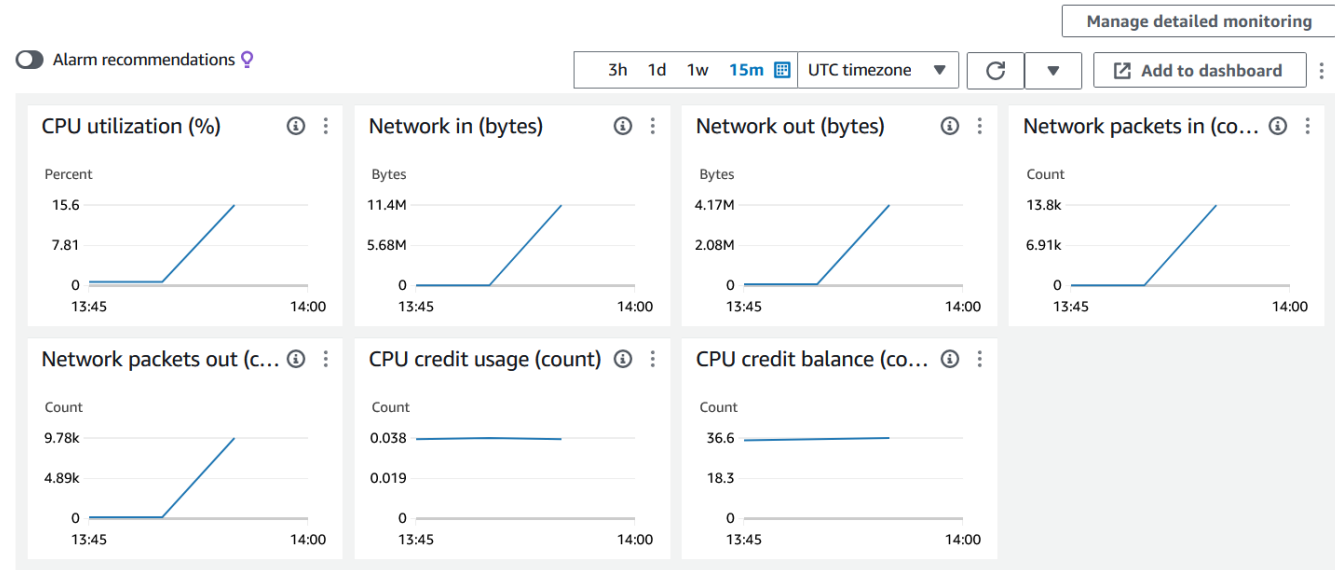 Manage detailed monitoring
Alarm recommendations
3h 1d 1w 15m UTC timezone Add to dashboard
CPU utilization (%)
Percent
15.6
7.81
0
13:45 14:00
Network in (bytes)
Bytes
11.4M
5.68M
0
13:45 14:00
Network out (bytes)
Bytes
4.17M
2.08M
0
13:45 14:00
Network packets in (co...
Count
13.8k
6.91k
0
13:45 14:00
Network packets out (c...
Count
9.78k
4.89k
0
13:45 14:00
CPU credit usage (count)
Count
0.038
0.019
0
13:45 14:00
CPU credit balance (co...
Count
36.6
18.3
0
13:45 14:00